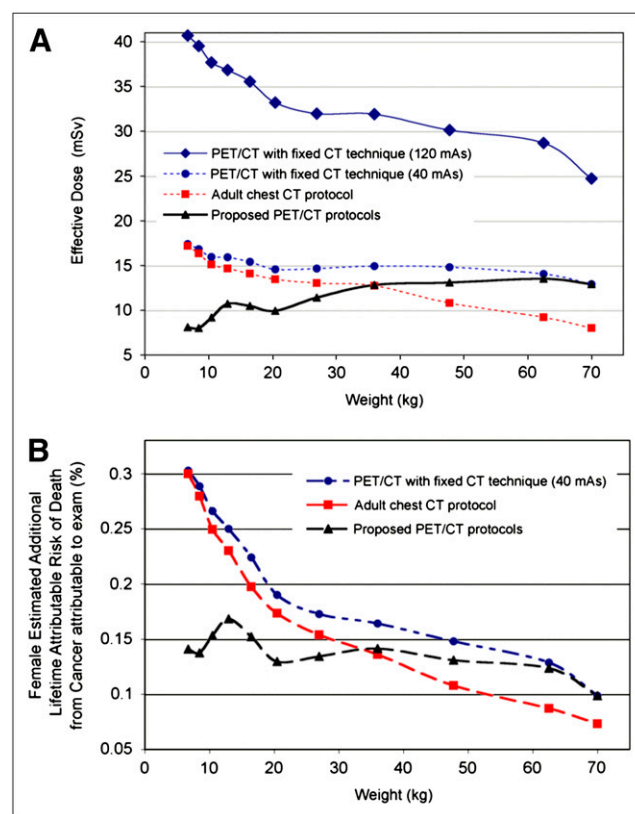 A
40
35
30
25
20
15
10
5
Effective Dose (mSv)
PET/CT with fixed CT technique (120 mAs)
PET/CT with fixed CT technique (40 mAs)
Adult chest CT protocol
Proposed PET/CT protocols
0 10 20 30 40 50 60 70
Weight (kg)
B
0.3
0.25
0.2
0.15
0.1
0.05
Female Estimated Additional
Lifetime Attributable Risk of Death
from Cancer attributable to exam (%)
PET/CT with fixed CT technique (40 mAs)
Adult chest CT protocol
Proposed PET/CT protocols
0 10 20 30 40 50 60 70
Weight (kg)